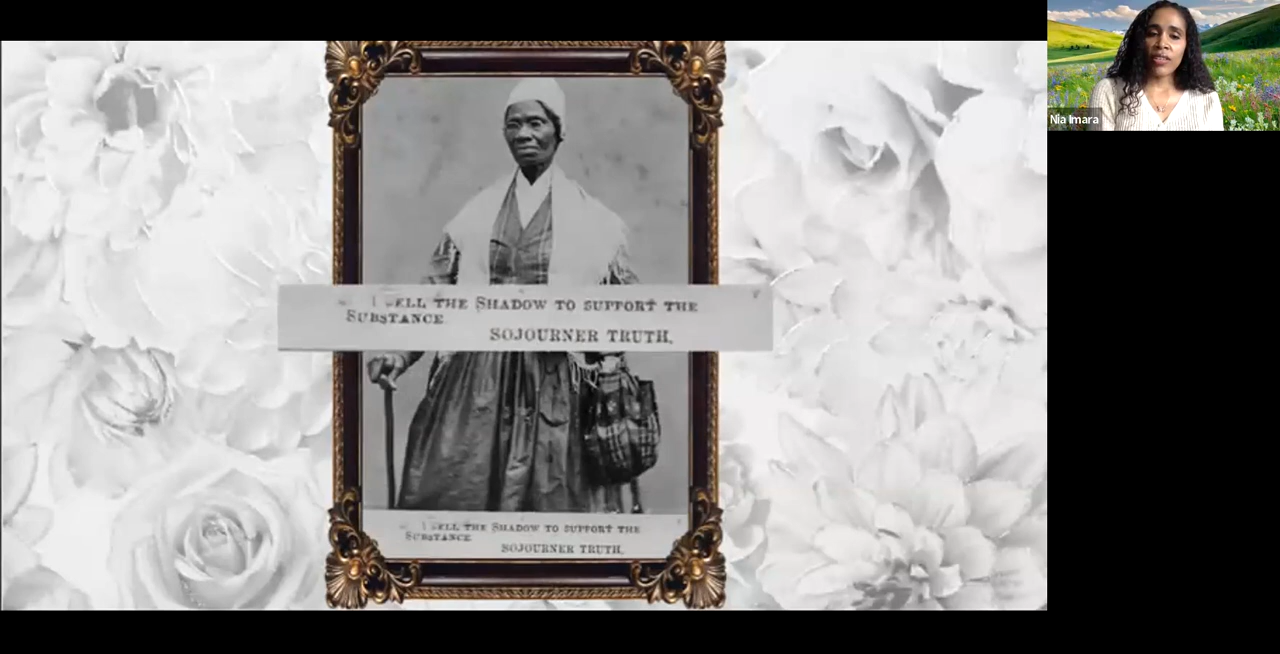 I SELL THE SHADOW TO SUPPORT THE
SUBSTANCE
SOJOURNER TRUTH.
I SELL THE SHADOW TO SUPPORT THE
SUBSTANCE
SOJOURNER TRUTH.
Nia Imara